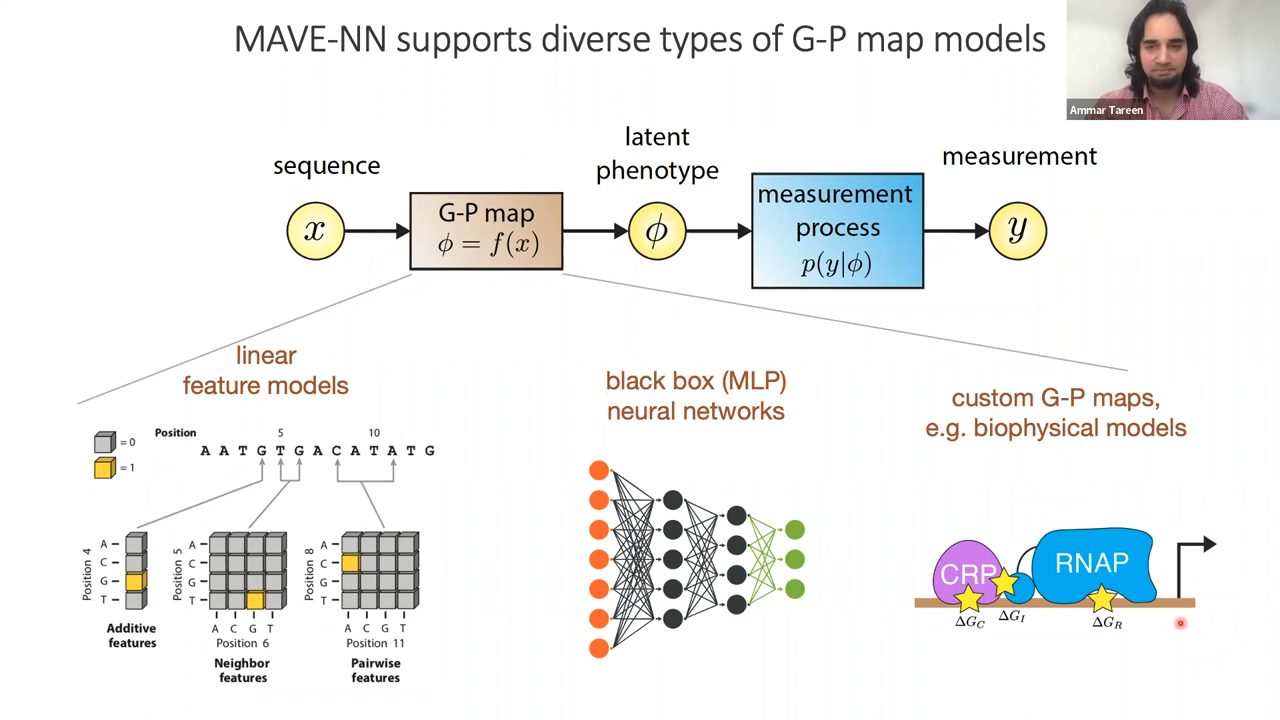 MAVE-NN supports diverse types of G-P map models
Ammar Tareen
sequence
latent
phenotype
measurement
x
G-P map
ϕ = f(x)
ϕ
measurement
process
p(y|ϕ)
y
linear
feature models
black box (MLP)
neural networks
custom G-P maps,
e.g. biophysical models
= 0
= 1
Position
5
10
A A T G T G A C A T A T G
Position 4
A
C
G
T
Additive
features
Position 5
A
C
G
T
A C G T
Position 6
Neighbor
features
Position 8
A
C
G
T
A C G T
Position 11
Pairwise
features
CRP
RNAP
ΔG_C
ΔG_I
ΔG_R